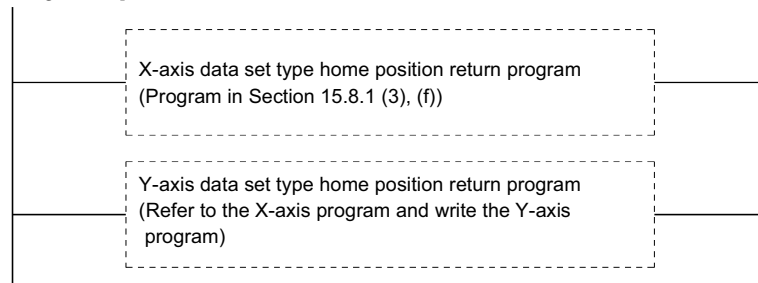 X-axis data set type home position return program
(Program in Section 15.8.1 (3), (f))
Y-axis data set type home position return program
(Refer to the X-axis program and write the Y-axis
program)